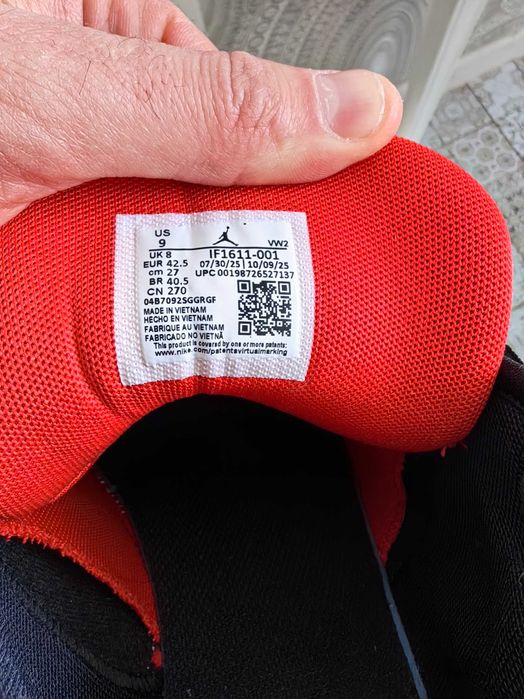 US
9
VW2
UK 8
EUR 42.5
cm 27
BR 40.5
CN 270
IF1611-001
07/30/25 | 10/09/25
UPC 00198726527137
04B7092SGGRGF
MADE IN VIETNAM
HECHO EN VIETNAM
FABRIQUE AU VIETNAM
FABRICADO NO VIETNÃ
This product is covered by one or more patents:
www.nike.com/patentsvirtualmarking